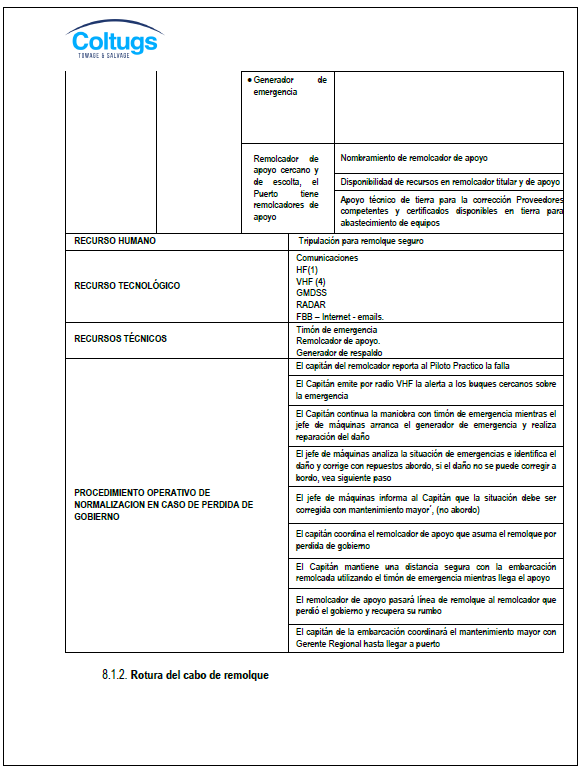 Coltugs
TOWAGE & SALVAGE
• Generador de
emergencia
Remolcador de
apoyo cercano y
de escolta, el
Puerto tiene
remolcadores de
apoyo
Nombramiento de remolcador de apoyo
Disponibilidad de recursos en remolcador titular y de apoyo
Apoyo técnico de tierra para la corrección Proveedores
competentes y certificados disponibles en tierra para
abastecimiento de equipos
RECURSO HUMANO
Tripulación para remolque seguro
RECURSO TECNOLÓGICO
Comunicaciones
HF(1)
VHF (4)
GMDSS
RADAR
FBB – Internet - emails.
RECURSOS TÉCNICOS
Timón de emergencia
Remolcador de apoyo.
Generador de respaldo
PROCEDIMIENTO OPERATIVO DE
NORMALIZACION EN CASO DE PERDIDA DE
GOBIERNO
El capitán del remolcador reporta al Piloto Practico la falla
El Capitán emite por radio VHF la alerta a los buques cercanos sobre
la emergencia
El Capitán continua la maniobra con timón de emergencia mientras el
jefe de máquinas arranca el generador de emergencia y realiza
reparación del daño
El jefe de máquinas analiza la situación de emergencias e identifica el
daño y corrige con repuestos abordo, si el daño no se puede corregir a
bordo, vea siguiente paso
El jefe de máquinas informa al Capitán que la situación debe ser
corregida con mantenimiento mayor´, (no abordo)
El capitán coordina el remolcador de apoyo que asuma el remolque por
perdida de gobierno
El Capitán mantiene una distancia segura con la embarcación
remolcada utilizando el timón de emergencia mientras llega el apoyo
El remolcador de apoyo pasará línea de remolque al remolcador que
perdió el gobierno y recupera su rumbo
El capitán de la embarcación coordinará el mantenimiento mayor con
Gerente Regional hasta llegar a puerto
8.1.2. Rotura del cabo de remolque